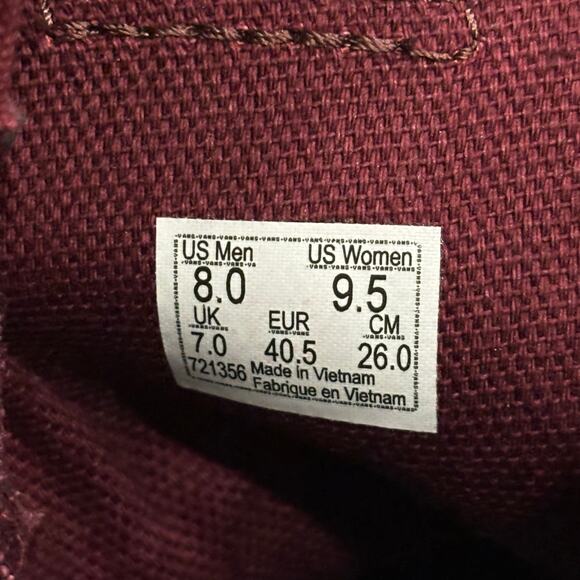 US Men US Women
8.0 9.5
UK EUR CM
7.0 40.5 26.0
721356 Made in Vietnam
Fabrique en Vietnam